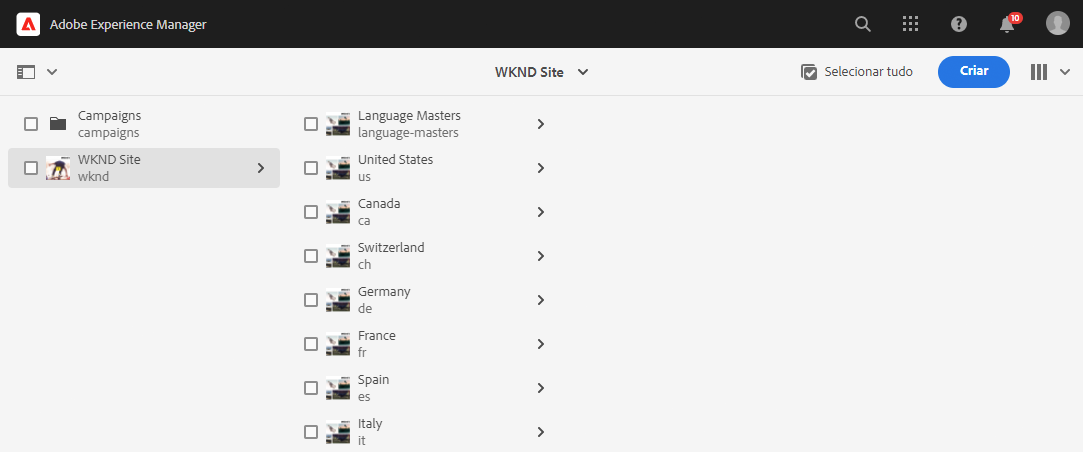 Adobe Experience Manager
10
WKND Site
Selecionar tudo
Criar
Campaigns
campaigns
WKND Site
wknd
Language Masters
language-masters
United States
us
Canada
ca
Switzerland
ch
Germany
de
France
fr
Spain
es
Italy
it